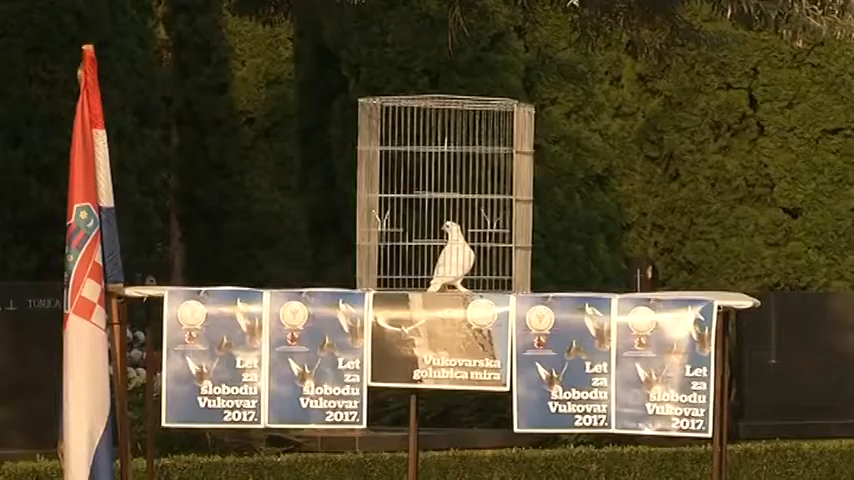 Let
za
slobodu
Vukovar
2017.
Let
za
slobodu
Vukovar
2017.
Vukovarska
golubica mira
Let
za
slobodu
Vukovar
2017.
Let
za
slobodu
Vukovar
2017.